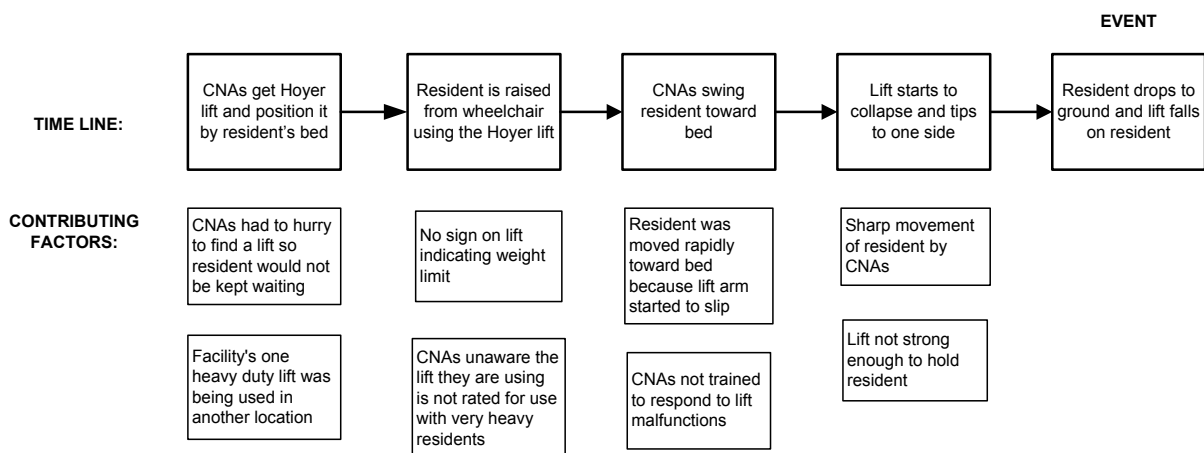 EVENT
TIME LINE:
CNAs get Hoyer
lift and position it
by resident's bed
Resident is raised
from wheelchair
using the Hoyer lift
CNAs swing
resident toward
bed
Lift starts to
collapse and tips
to one side
Resident drops to
ground and lift falls
on resident
CONTRIBUTING
FACTORS:
CNAs had to hurry
to find a lift so
resident would not
be kept waiting
No sign on lift
indicating weight
limit
Resident was
moved rapidly
toward bed
because lift arm
started to slip
Sharp movement
of resident by
CNAs
Facility's one
heavy duty lift was
being used in
another location
CNAs unaware the
lift they are using
is not rated for use
with very heavy
residents
CNAs not trained
to respond to lift
malfunctions
Lift not strong
enough to hold
resident